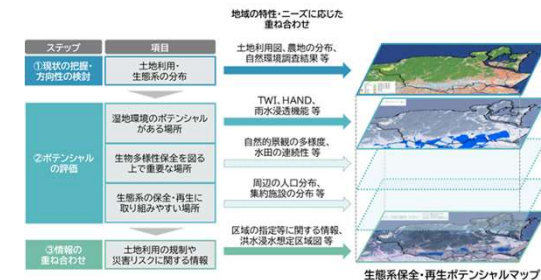 地域の特性・ニーズに応じた
重ね合わせ
ステップ
項目
①現状の把握・
方向性の検討
土地利用・
生態系の分布
土地利用図、農地の分布、
自然環境調査結果 等
②ポテンシャル
の評価
湿地環境のポテンシャル
がある場所
TWI、HAND、
雨水浸透機能 等
生物多様性保全を図る
上で重要な場所
自然的景観の多様度、
水田の連続性 等
生態系の保全・再生に
取り組みやすい場所
周辺の人口分布、
集約施設の分布 等
③情報の
重ね合わせ
土地利用の規制や
災害リスクに関する情報
区域の指定等に関する情報、
洪水浸水想定区域図 等
生態系保全・再生ポテンシャルマップ